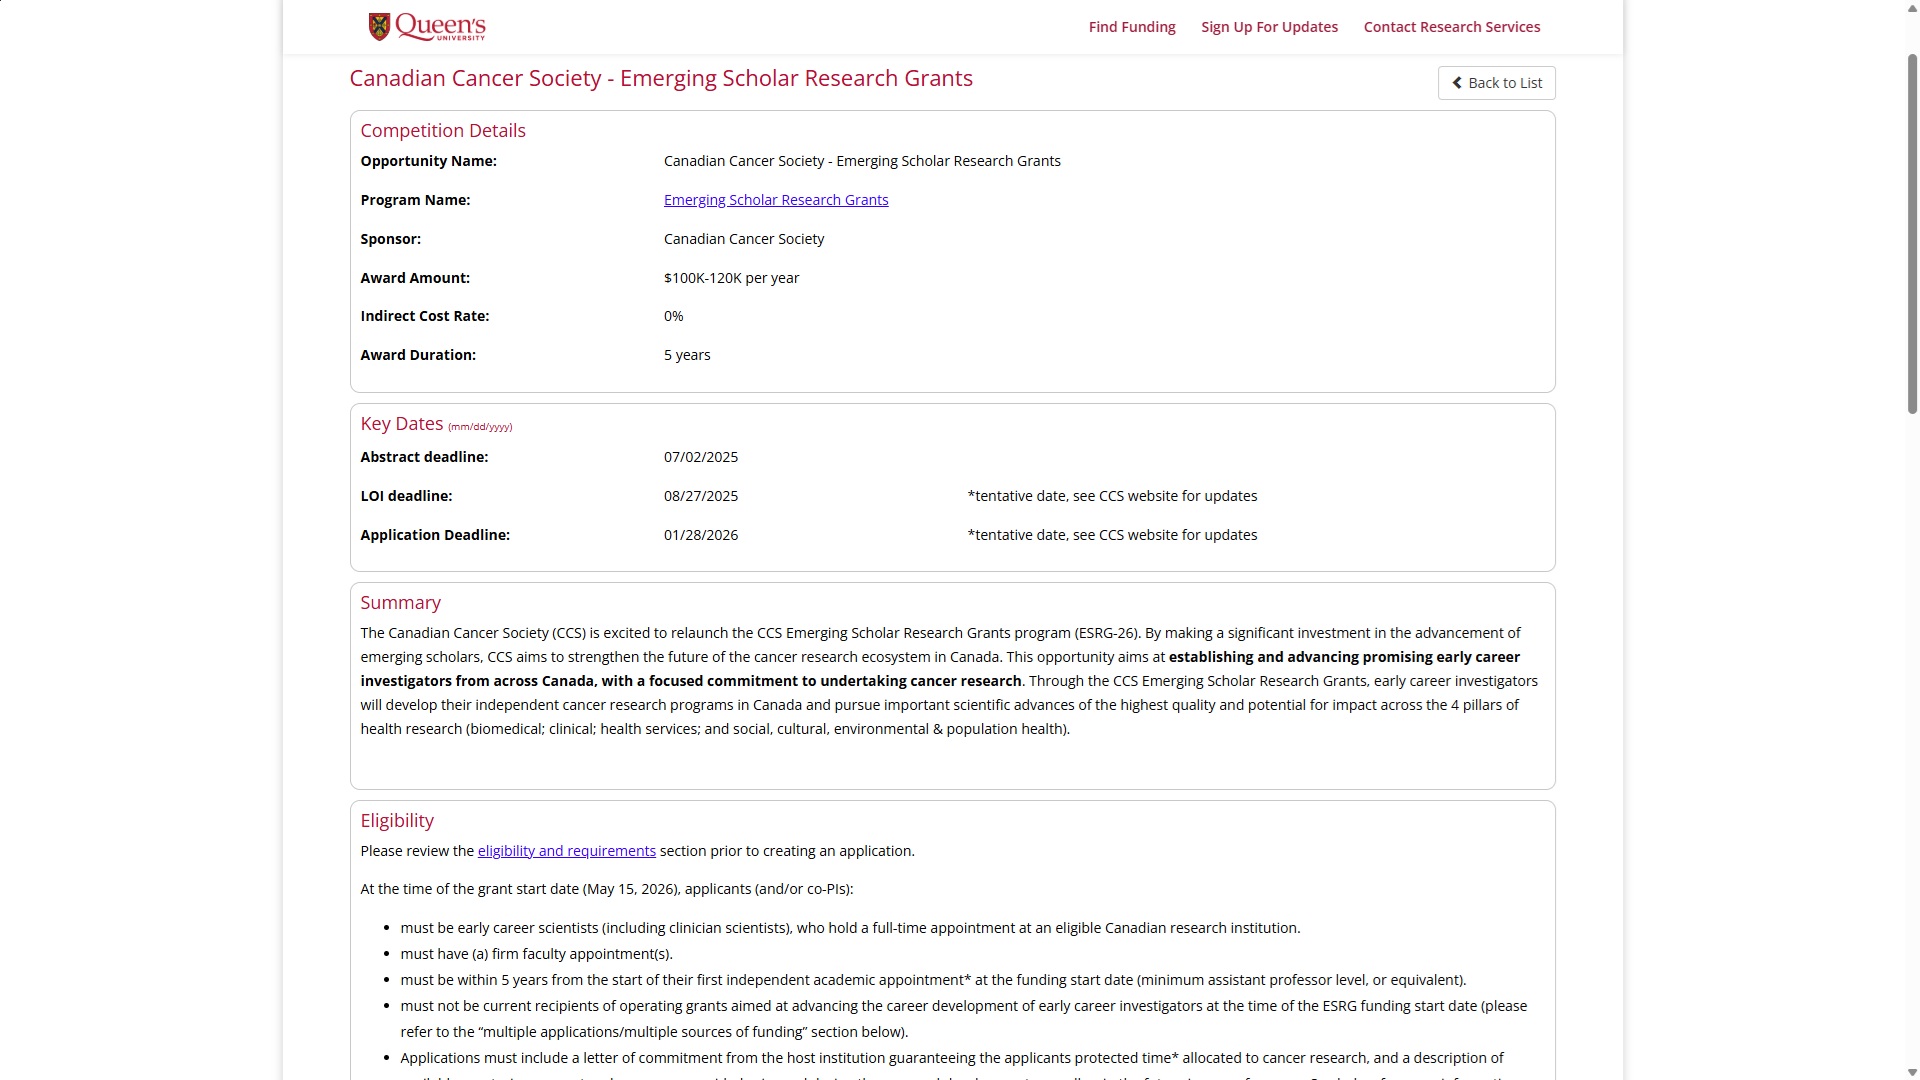 Queen's
UNIVERSITY
Find Funding
Sign Up For Updates
Contact Research Services
Canadian Cancer Society - Emerging Scholar Research Grants
Back to List
Competition Details
Opportunity Name: Canadian Cancer Society - Emerging Scholar Research Grants
Program Name: Emerging Scholar Research Grants
Sponsor: Canadian Cancer Society
Award Amount: $100K-120K per year
Indirect Cost Rate: 0%
Award Duration: 5 years
Key Dates (mm/dd/yyyy)
Abstract deadline: 07/02/2025
LOI deadline: 08/27/2025 *tentative date, see CCS website for updates
Application Deadline: 01/28/2026 *tentative date, see CCS website for updates
Summary
The Canadian Cancer Society (CCS) is excited to relaunch the CCS Emerging Scholar Research Grants program (ESRG-26). By making a significant investment in the advancement of
emerging scholars, CCS aims to strengthen the future of the cancer research ecosystem in Canada. This opportunity aims at establishing and advancing promising early career
investigators from across Canada, with a focused commitment to undertaking cancer research. Through the CCS Emerging Scholar Research Grants, early career investigators
will develop their independent cancer research programs in Canada and pursue important scientific advances of the highest quality and potential for impact across the 4 pillars of
health research (biomedical; clinical; health services; and social, cultural, environmental & population health).
Eligibility
Please review the eligibility and requirements section prior to creating an application.
At the time of the grant start date (May 15, 2026), applicants (and/or co-PIs):
• must be early career scientists (including clinician scientists), who hold a full-time appointment at an eligible Canadian research institution.
• must have (a) firm faculty appointment(s).
• must be within 5 years from the start of their first independent academic appointment* at the funding start date (minimum assistant professor level, or equivalent).
• must not be current recipients of operating grants aimed at advancing the career development of early career investigators at the time of the ESRG funding start date (please
refer to the “multiple applications/multiple sources of funding” section below).
• Applications must include a letter of commitment from the host institution guaranteeing the applicants protected time* allocated to cancer research, and a description of